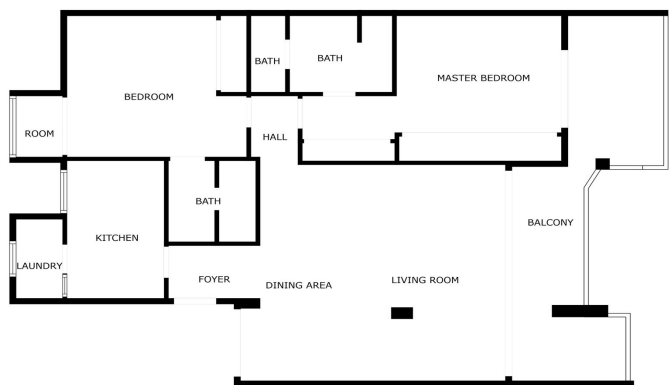 BATH
BATH
MASTER BEDROOM
BEDROOM
ROOM
HALL
BATH
BALCONY
KITCHEN
LAUNDRY
FOYER
DINING AREA
LIVING ROOM